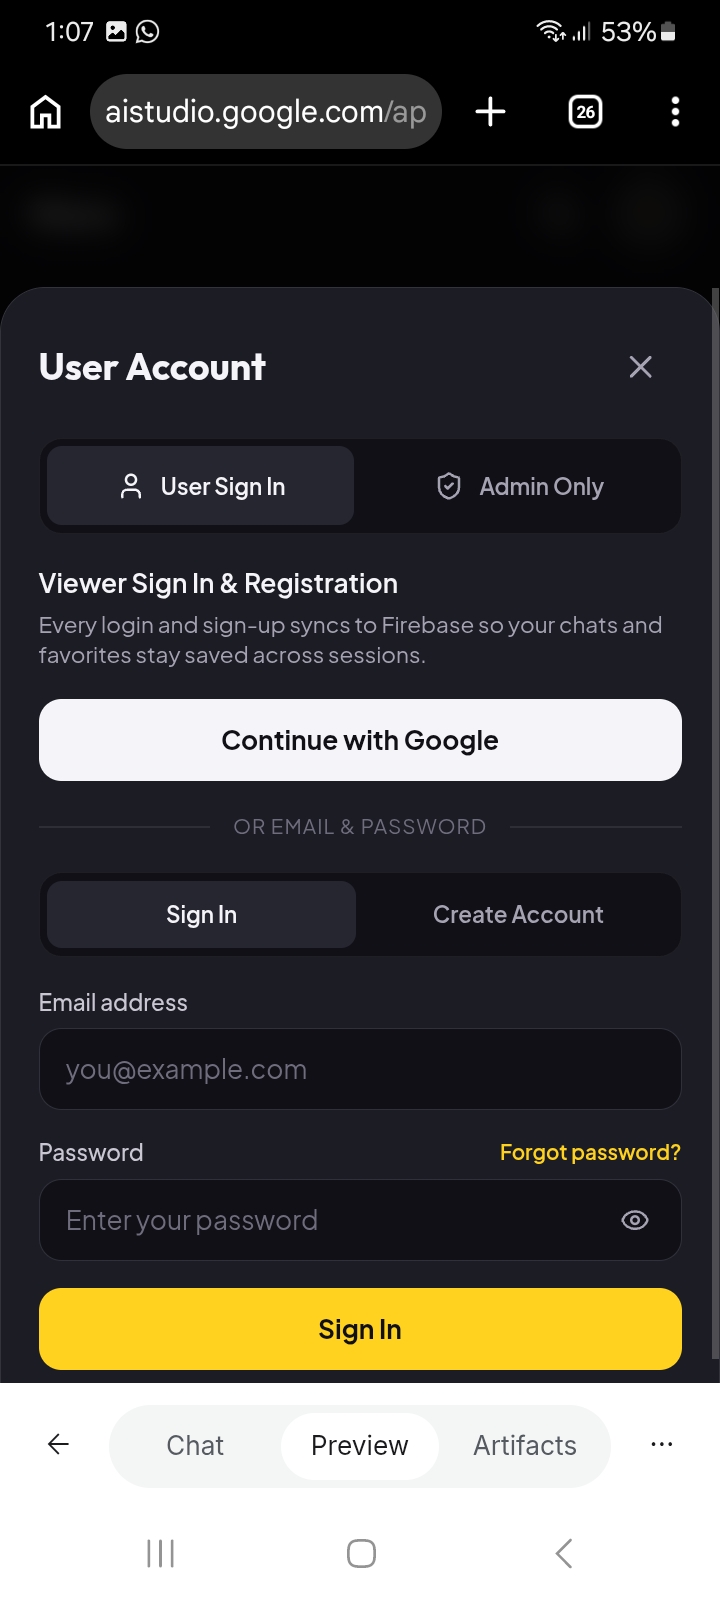 1:07
53%
aistudio.google.com/ap
26
User Account
User Sign In
Admin Only
Viewer Sign In & Registration
Every login and sign-up syncs to Firebase so your chats and
favorites stay saved across sessions.
Continue with Google
OR EMAIL & PASSWORD
Sign In
Create Account
Email address
you@example.com
Password
Forgot password?
Enter your password
Sign In
Chat
Preview
Artifacts